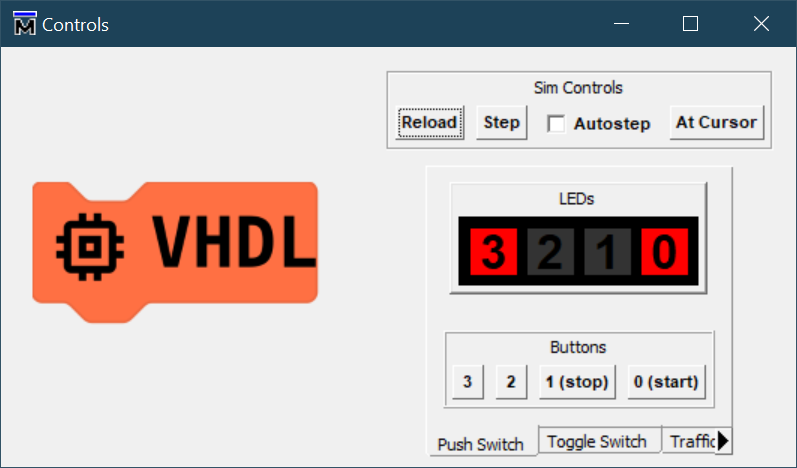 Controls
Sim Controls
Reload Step Autostep At Cursor
VHDL
LEDs
3 2 1 0
Buttons
3 2 1 (stop) 0 (start)
Push Switch Toggle Switch Traffic